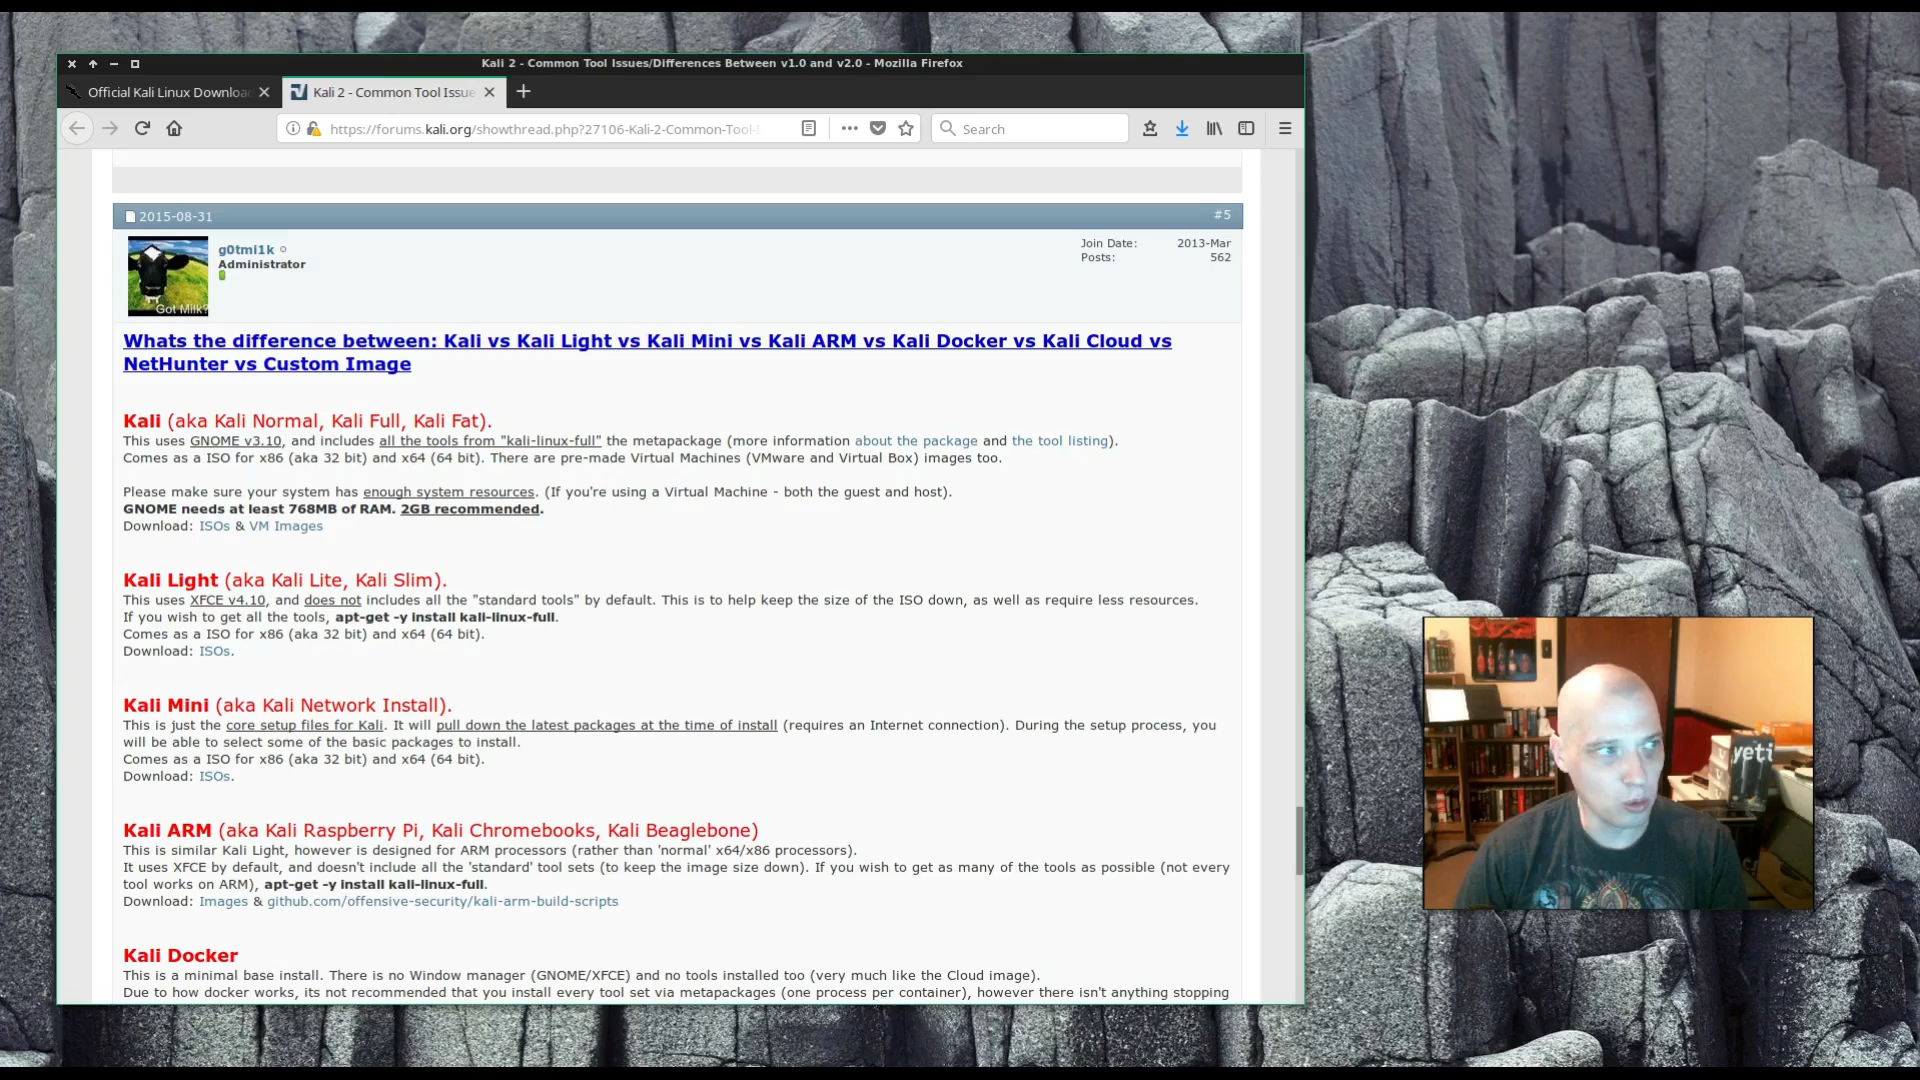 Kali 2 - Common Tool Issues/Differences Between v1.0 and v2.0 - Mozilla Firefox
Official Kali Linux Downloa
Kali 2 - Common Tool Issue
https://forums.kali.org/showthread.php?27106-Kali-2-Common-Tool-
Search
2015-08-31
#5
g0tmi1k
Administrator
Join Date: 2013-Mar
Posts: 562
Got Milk?
Whats the difference between: Kali vs Kali Light vs Kali Mini vs Kali ARM vs Kali Docker vs Kali Cloud vs
NetHunter vs Custom Image
Kali (aka Kali Normal, Kali Full, Kali Fat).
This uses GNOME v3.10, and includes all the tools from "kali-linux-full" the metapackage (more information about the package and the tool listing).
Comes as a ISO for x86 (aka 32 bit) and x64 (64 bit). There are pre-made Virtual Machines (VMware and Virtual Box) images too.
Please make sure your system has enough system resources. (If you're using a Virtual Machine - both the guest and host).
GNOME needs at least 768MB of RAM. 2GB recommended.
Download: ISOs & VM Images
Kali Light (aka Kali Lite, Kali Slim).
This uses XFCE v4.10, and does not includes all the "standard tools" by default. This is to help keep the size of the ISO down, as well as require less resources.
If you wish to get all the tools, apt-get -y install kali-linux-full.
Comes as a ISO for x86 (aka 32 bit) and x64 (64 bit).
Download: ISOs.
Kali Mini (aka Kali Network Install).
This is just the core setup files for Kali. It will pull down the latest packages at the time of install (requires an Internet connection). During the setup process, you
will be able to select some of the basic packages to install.
Comes as a ISO for x86 (aka 32 bit) and x64 (64 bit).
Download: ISOs.
Kali ARM (aka Kali Raspberry Pi, Kali Chromebooks, Kali Beaglebone)
This is similar Kali Light, however is designed for ARM processors (rather than 'normal' x64/x86 processors).
It uses XFCE by default, and doesn't include all the 'standard' tool sets (to keep the image size down). If you wish to get as many of the tools as possible (not every
tool works on ARM), apt-get -y install kali-linux-full.
Download: Images & github.com/offensive-security/kali-arm-build-scripts
Kali Docker
This is a minimal base install. There is no Window manager (GNOME/XFCE) and no tools installed too (very much like the Cloud image).
Due to how docker works, its not recommended that you install every tool set via metapackages (one process per container), however there isn't anything stopping
yeti